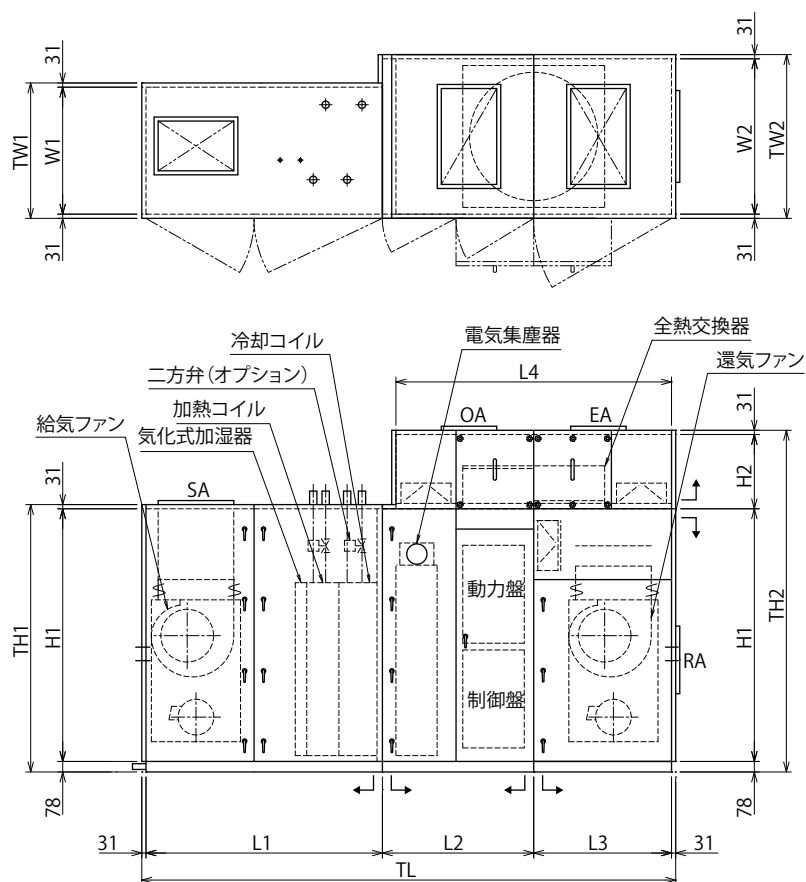 31
31
TW1
W1
W2
TW2
31
31
冷却コイル
電気集塵器
全熱交換器
二方弁（オプション）
L4
還気ファン
加熱コイル
給気ファン
気化式加湿器
OA
EA
31
31
SA
H2
動力盤
TH1
H1
H1
TH2
RA
制御盤
78
78
31
L1
L2
L3
31
TL